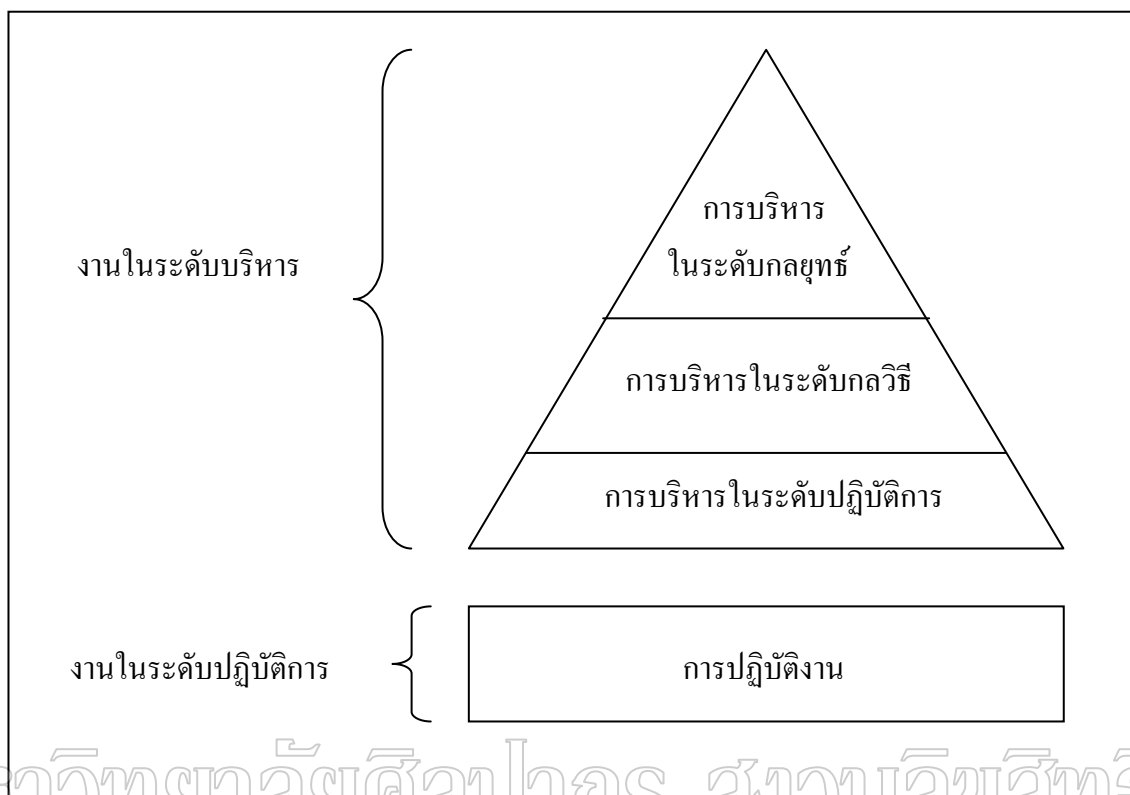 การบริหาร
ในระดับกลยุทธ์
งานในระดับบริหาร
การบริหารในระดับกลวิธี
การบริหารในระดับปฏิบัติการ
งานในระดับปฏิบัติการ
การปฏิบัติงาน